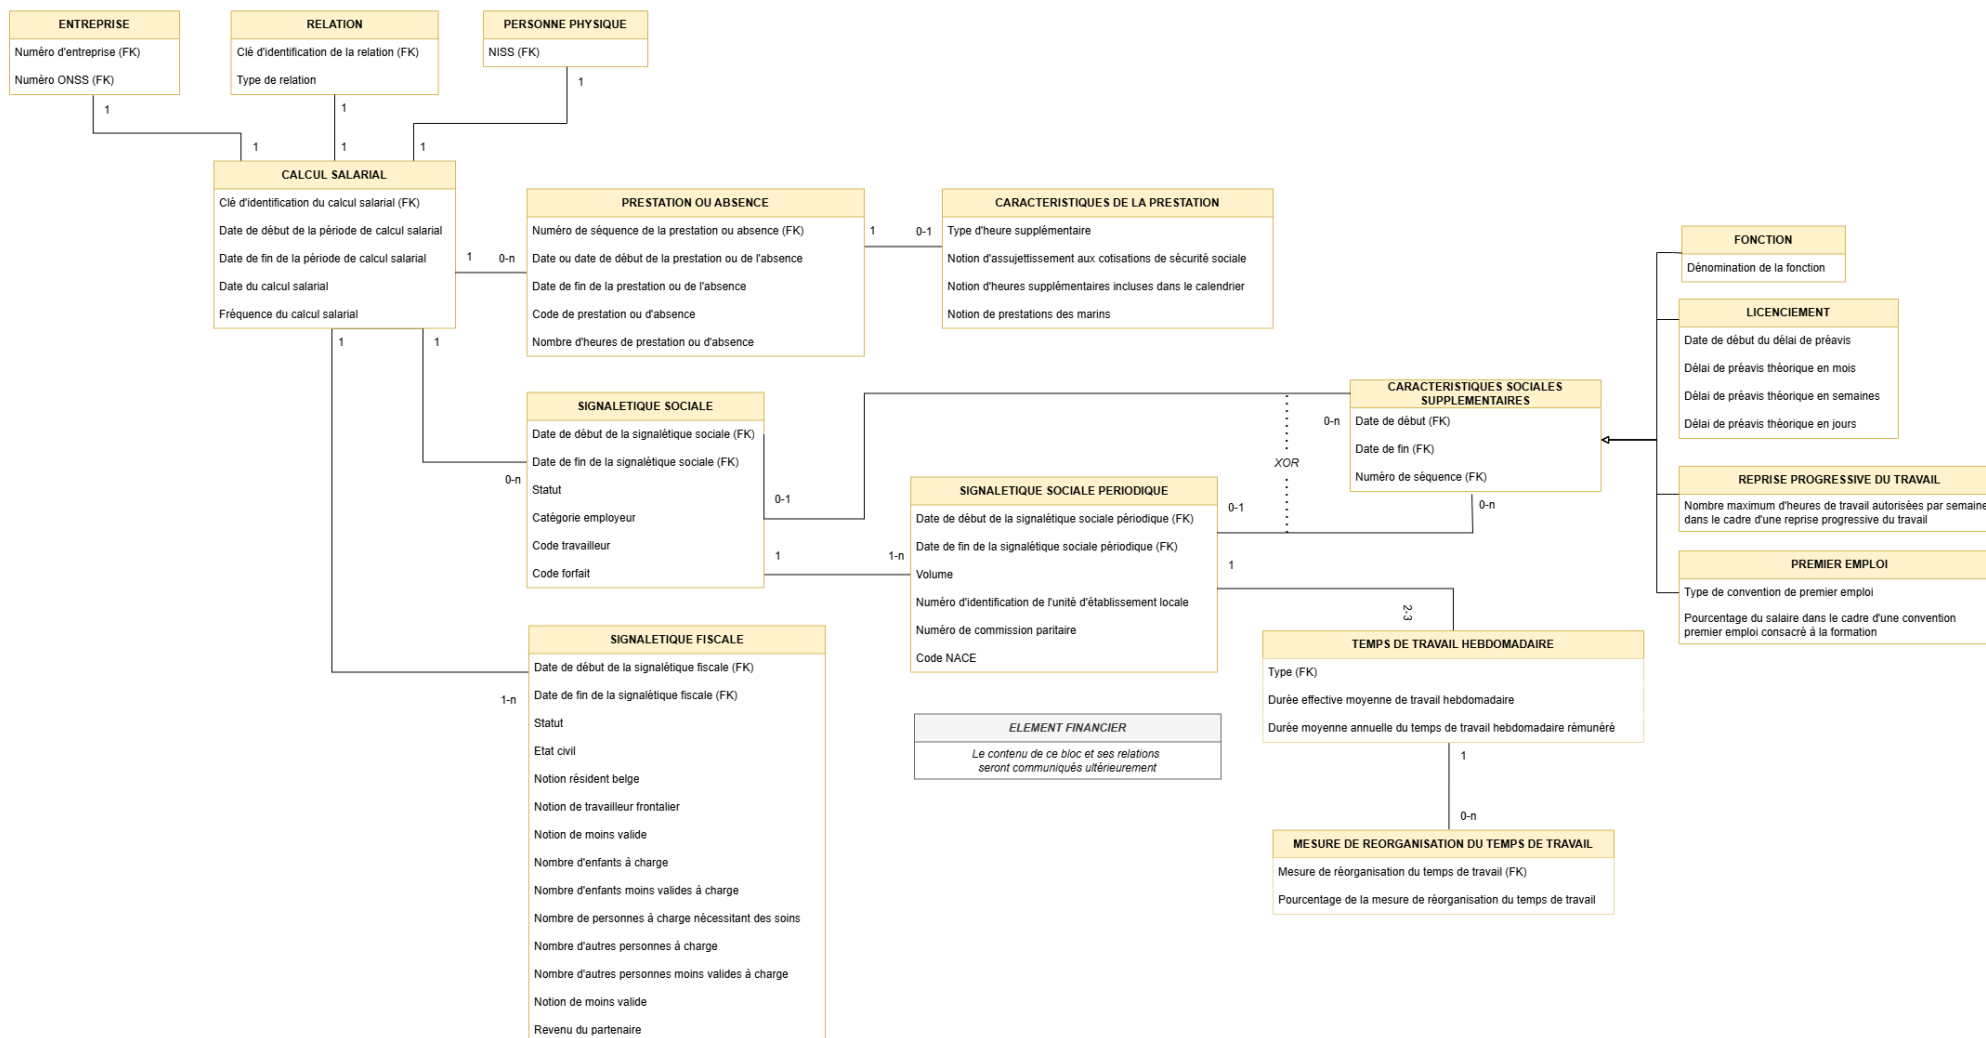 ENTREPRISE
Numéro d'entreprise (FK)
Numéro ONSS (FK)
1
RELATION
Clé d'identification de la relation (FK)
Type de relation
1
PERSONNE PHYSIQUE
NISS (FK)
1
1
1
1
CALCUL SALARIAL
Clé d'identification du calcul salarial (FK)
Date de début de la période de calcul salarial
Date de fin de la période de calcul salarial
Date du calcul salarial
Fréquence du calcul salarial
1
0-n
1
1
PRESTATION OU ABSENCE
Numéro de séquence de la prestation ou absence (FK)
Date ou date de début de la prestation ou de l'absence
Date de fin de la prestation ou de l'absence
Code de prestation ou d'absence
Nombre d'heures de prestation ou d'absence
1
0-1
CARACTERISTIQUES DE LA PRESTATION
Type d'heure supplémentaire
Notion d'assujettissement aux cotisations de sécurité sociale
Notion d'heures supplémentaires incluses dans le calendrier
Notion de prestations des marins
FONCTION
Dénomination de la fonction
LICENCIEMENT
Date de début du délai de préavis
Délai de préavis théorique en mois
Délai de préavis théorique en semaines
Délai de préavis théorique en jours
CARACTERISTIQUES SOCIALES
SUPPLEMENTAIRES
Date de début (FK)
Date de fin (FK)
Numéro de séquence (FK)
0-n
XOR
0-n
SIGNALETIQUE SOCIALE
Date de début de la signalétique sociale (FK)
Date de fin de la signalétique sociale (FK)
Statut
Catégorie employeur
Code travailleur
Code forfait
0-n
0-1
1
1-n
SIGNALETIQUE SOCIALE PERIODIQUE
Date de début de la signalétique sociale périodique (FK)
Date de fin de la signalétique sociale périodique (FK)
Volume
Numéro d'identification de l'unité d'établissement locale
Numéro de commission paritaire
Code NACE
0-1
1
2-3
REPRISE PROGRESSIVE DU TRAVAIL
Nombre maximum d'heures de travail autorisées par semaine
dans le cadre d'une reprise progressive du travail
PREMIER EMPLOI
Type de convention de premier emploi
Pourcentage du salaire dans le cadre d'une convention
premier emploi consacré à la formation
SIGNALETIQUE FISCALE
Date de début de la signalétique fiscale (FK)
Date de fin de la signalétique fiscale (FK)
Statut
Etat civil
Notion résident belge
Notion de travailleur frontalier
Notion de moins valide
Nombre d'enfants à charge
Nombre d'enfants moins valides à charge
Nombre de personnes à charge nécessitant des soins
Nombre d'autres personnes à charge
Nombre d'autres personnes moins valides à charge
Notion de moins valide
Revenu du partenaire
1-n
ELEMENT FINANCIER
Le contenu de ce bloc et ses relations
seront communiqués ultérieurement
TEMPS DE TRAVAIL HEBDOMADAIRE
Type (FK)
Durée effective moyenne de travail hebdomadaire
Durée moyenne annuelle du temps de travail hebdomadaire rémunéré
1
0-n
MESURE DE REORGANISATION DU TEMPS DE TRAVAIL
Mesure de réorganisation du temps de travail (FK)
Pourcentage de la mesure de réorganisation du temps de travail